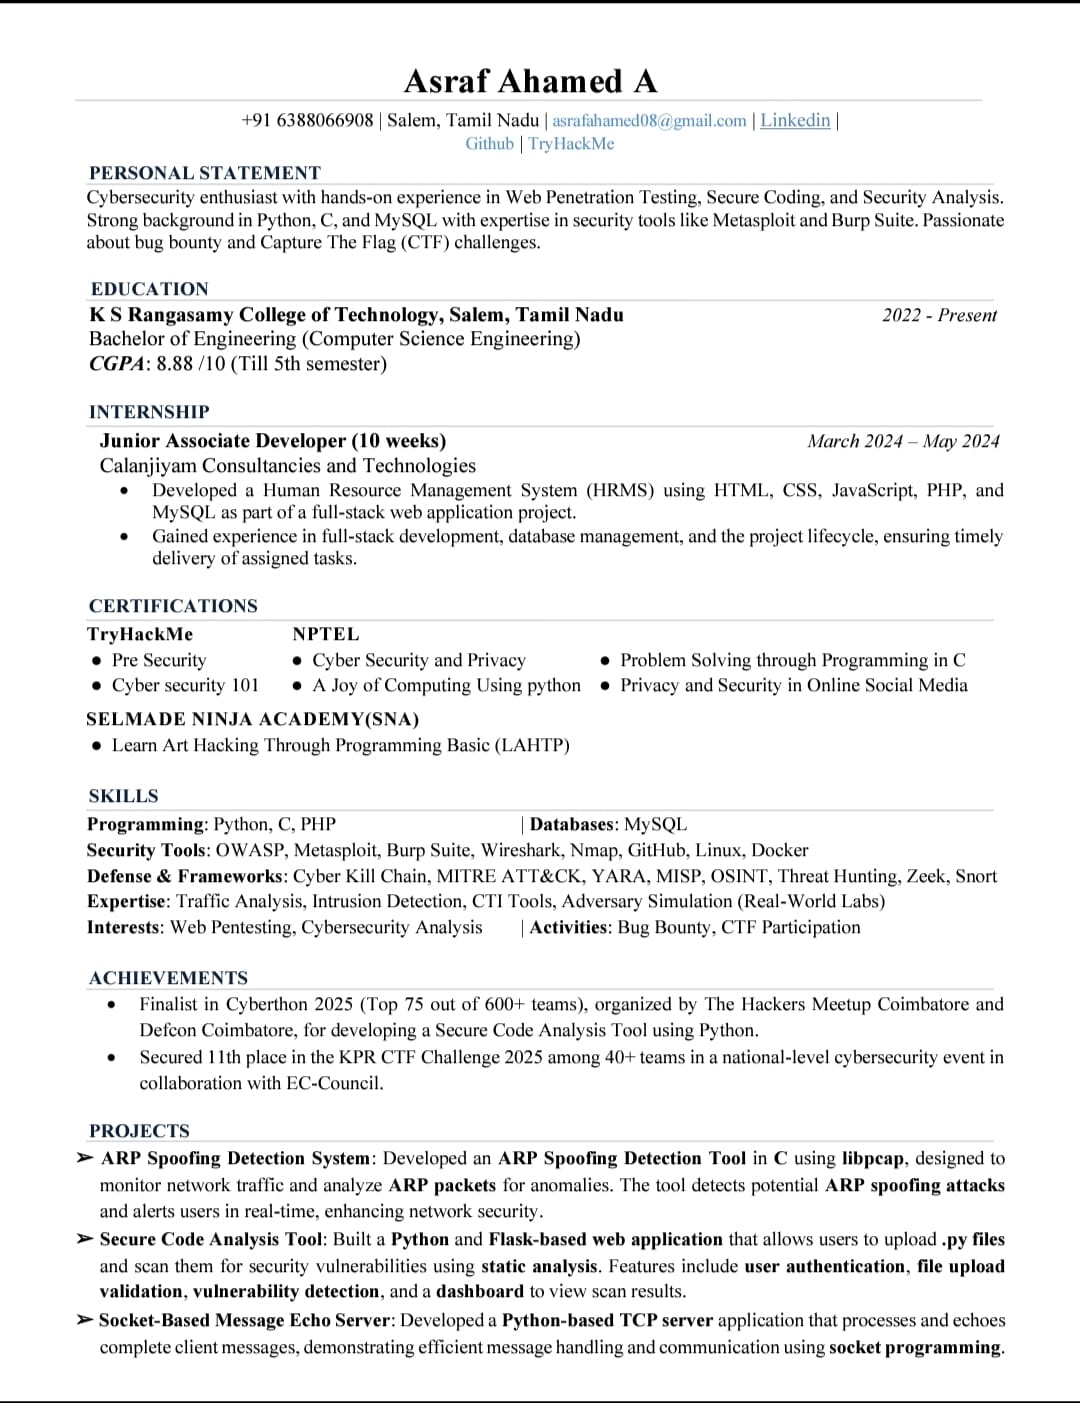 Asraf Ahamed A
+91 6388066908 | Salem, Tamil Nadu | asrafahamed08@gmail.com | Linkedin |
Github | TryHackMe
PERSONAL STATEMENT
Cybersecurity enthusiast with hands-on experience in Web Penetration Testing, Secure Coding, and Security Analysis.
Strong background in Python, C, and MySQL with expertise in security tools like Metasploit and Burp Suite. Passionate
about bug bounty and Capture The Flag (CTF) challenges.
EDUCATION
K S Rangasamy College of Technology, Salem, Tamil Nadu 2022 - Present
Bachelor of Engineering (Computer Science Engineering)
CGPA: 8.88 /10 (Till 5th semester)
INTERNSHIP
Junior Associate Developer (10 weeks) March 2024 – May 2024
Calanjiyam Consultancies and Technologies
● Developed a Human Resource Management System (HRMS) using HTML, CSS, JavaScript, PHP, and
MySQL as part of a full-stack web application project.
● Gained experience in full-stack development, database management, and the project lifecycle, ensuring timely
delivery of assigned tasks.
CERTIFICATIONS
TryHackMe NPTEL
● Pre Security ● Cyber Security and Privacy ● Problem Solving through Programming in C
● Cyber security 101 ● A Joy of Computing Using python ● Privacy and Security in Online Social Media
SELMADE NINJA ACADEMY(SNA)
● Learn Art Hacking Through Programming Basic (LAHTP)
SKILLS
Programming: Python, C, PHP | Databases: MySQL
Security Tools: OWASP, Metasploit, Burp Suite, Wireshark, Nmap, GitHub, Linux, Docker
Defense & Frameworks: Cyber Kill Chain, MITRE ATT&CK, YARA, MISP, OSINT, Threat Hunting, Zeek, Snort
Expertise: Traffic Analysis, Intrusion Detection, CTI Tools, Adversary Simulation (Real-World Labs)
Interests: Web Pentesting, Cybersecurity Analysis | Activities: Bug Bounty, CTF Participation
ACHIEVEMENTS
● Finalist in Cyberthon 2025 (Top 75 out of 600+ teams), organized by The Hackers Meetup Coimbatore and
Defcon Coimbatore, for developing a Secure Code Analysis Tool using Python.
● Secured 11th place in the KPR CTF Challenge 2025 among 40+ teams in a national-level cybersecurity event in
collaboration with EC-Council.
PROJECTS
➢ ARP Spoofing Detection System: Developed an ARP Spoofing Detection Tool in C using libpcap, designed to
monitor network traffic and analyze ARP packets for anomalies. The tool detects potential ARP spoofing attacks
and alerts users in real-time, enhancing network security.
➢ Secure Code Analysis Tool: Built a Python and Flask-based web application that allows users to upload .py files
and scan them for security vulnerabilities using static analysis. Features include user authentication, file upload
validation, vulnerability detection, and a dashboard to view scan results.
➢ Socket-Based Message Echo Server: Developed a Python-based TCP server application that processes and echoes
complete client messages, demonstrating efficient message handling and communication using socket programming.